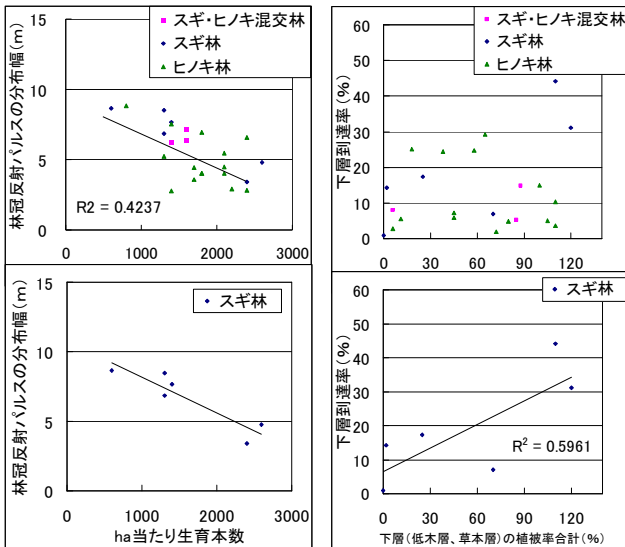 林冠反射パルスの分布幅(m)
15
10
5
0
スギ・ヒノキ混交林
スギ林
ヒノキ林
R2 = 0.4237
0 1000 2000 3000
下層到達率(%)
60
50
40
30
20
10
0
スギ・ヒノキ混交林
スギ林
ヒノキ林
0 30 60 90 120
林冠反射パルスの分布幅(m)
15
10
5
0
スギ林
0 1000 2000 3000
ha当たり生育本数
下層到達率(%)
60
50
40
30
20
10
0
スギ林
R² = 0.5961
0 30 60 90 120
下層(低木層、草本層)の植被率合計(%)